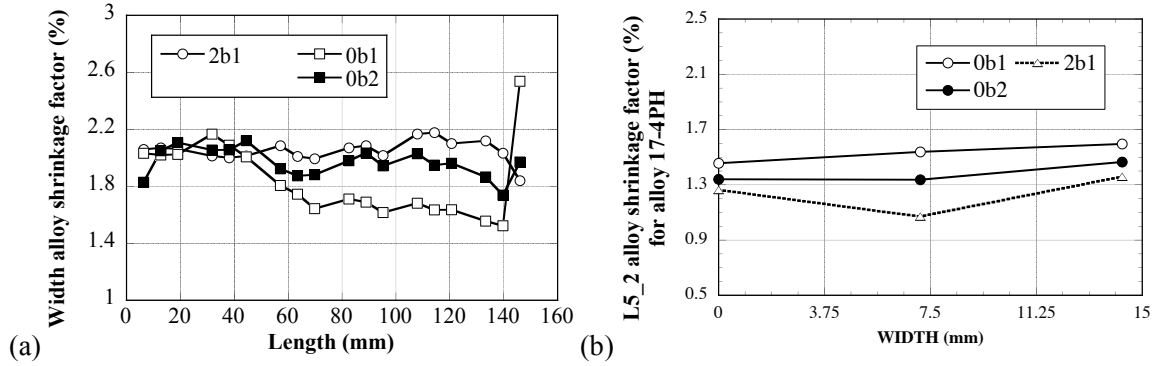 Width alloy shrinkage factor (%)
3
2.6
2.2
1.8
1.4
1
2b1
0b1
0b2
0 20 40 60 80 100 120 140 160
Length (mm)
(a)
L5_2 alloy shrinkage factor (%)
for alloy 17-4PH
2.5
2.1
1.7
1.3
0.9
0.5
0b1
2b1
0b2
0 3.75 7.5 11.25 15
WIDTH (mm)
(b)